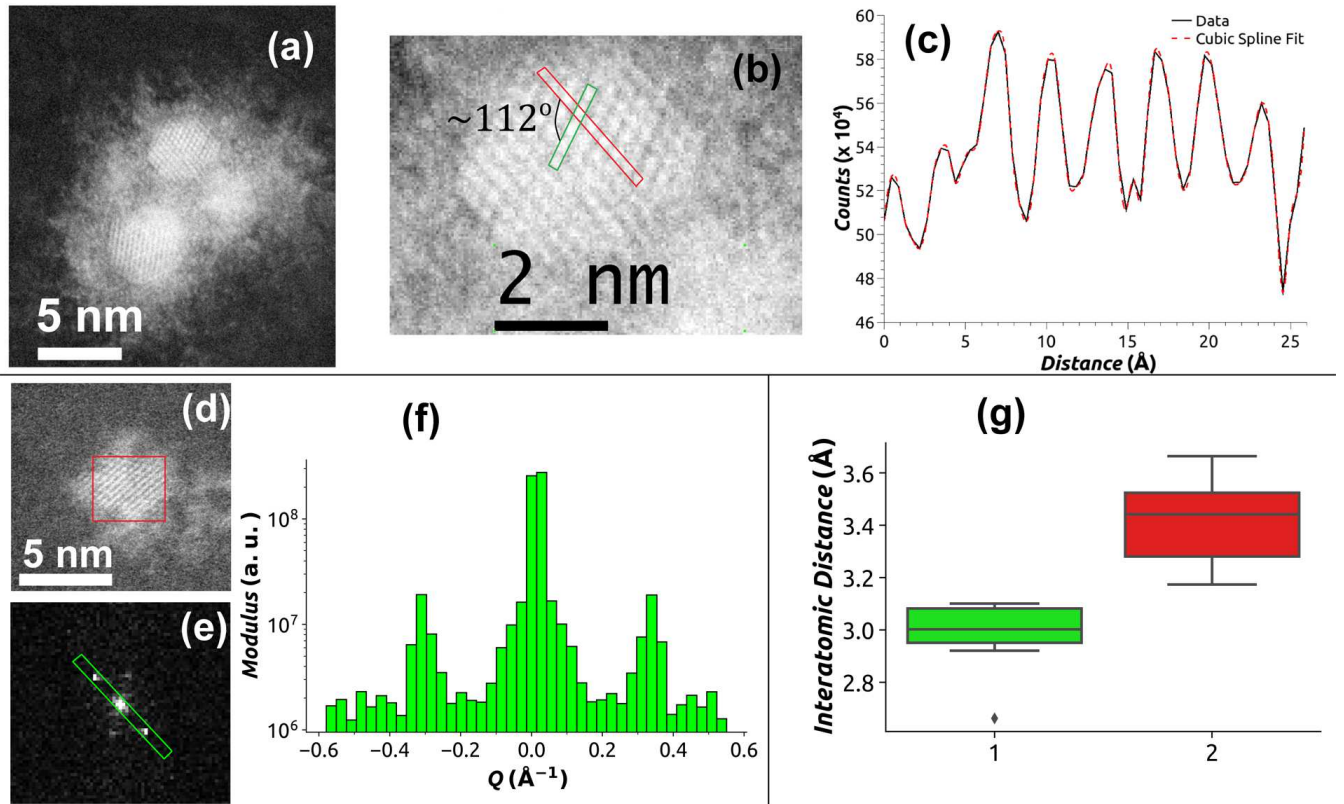 (a)
5 nm
(b)
~112°
2 nm
(c)
Data
Cubic Spline Fit
60
58
56
54
52
50
48
46
Counts (x 10⁴)
0
5
10
15
20
25
Distance (Å)
(d)
5 nm
(e)
(f)
10⁸
10⁷
10⁶
Modulus (a. u.)
−0.6
−0.4
−0.2
0.0
0.2
0.4
0.6
Q (Å⁻¹)
(g)
3.6
3.4
3.2
3.0
2.8
Interatomic Distance (Å)
1
2